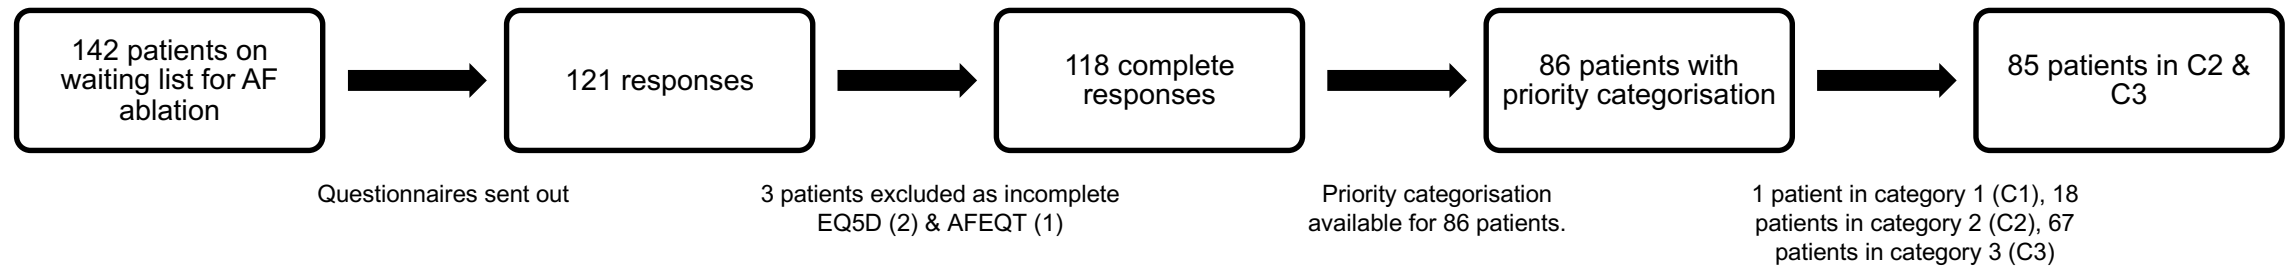 142 patients on
waiting list for AF
ablation
121 responses
118 complete
responses
86 patients with
priority categorisation
85 patients in C2 &
C3
Questionnaires sent out
3 patients excluded as incomplete
EQ5D (2) & AFEQT (1)
Priority categorisation
available for 86 patients.
1 patient in category 1 (C1), 18
patients in category 2 (C2), 67
patients in category 3 (C3)